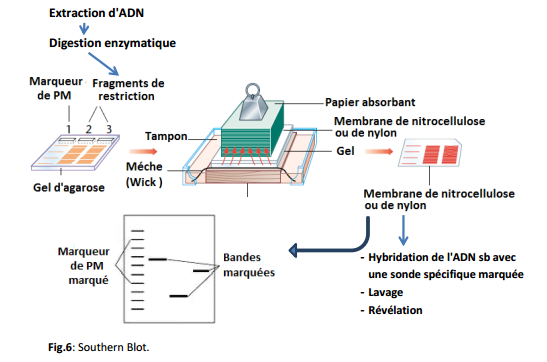 Extraction d'ADN
Digestion enzymatique
Marqueur
de PM
Fragments de
restriction
1 2 3
Gel d'agarose
Tampon
Méche
(Wick )
Papier absorbant
Membrane de nitrocellulose
ou de nylon
Gel
Membrane de nitrocellulose
ou de nylon
Marqueur
de PM
marqué
Bandes
marquées
- Hybridation de l'ADN sb avec
une sonde spécifique marquée
- Lavage
- Révélation
Fig.6: Southern Blot.